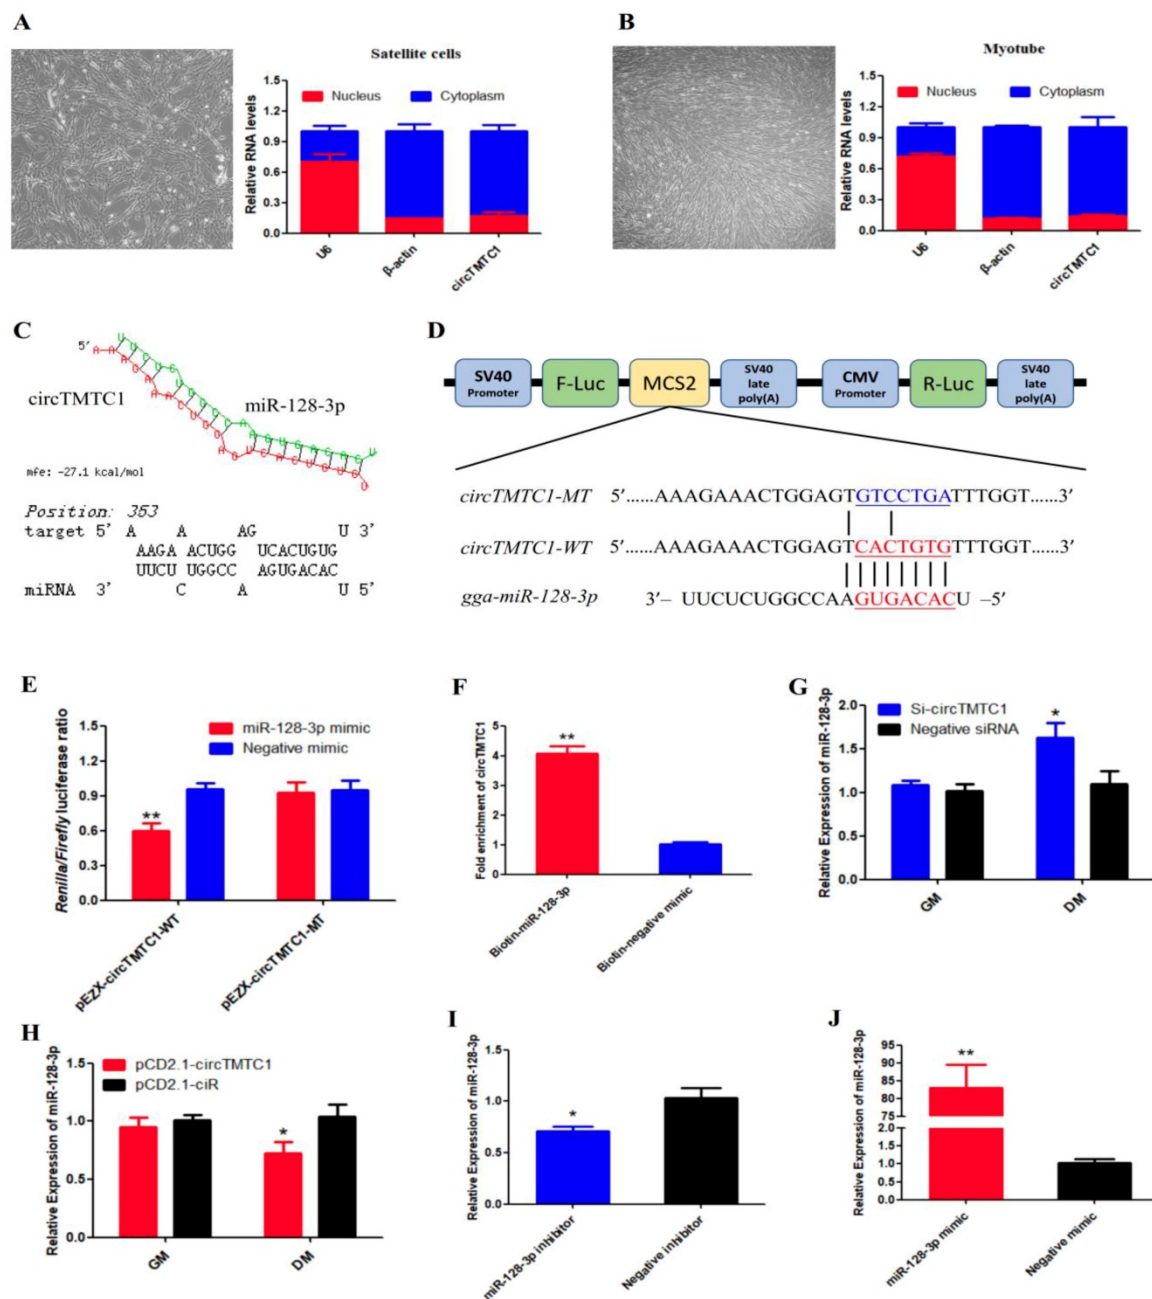 A
Satellite cells
Relative RNA levels
1.5
1.2
0.9
0.6
0.3
0.0
Nucleus
Cytoplasm
U6
β-actin
circTMTC1
B
Myotube
Relative RNA levels
1.5
1.2
0.9
0.6
0.3
0.0
Nucleus
Cytoplasm
U6
β-actin
circTMTC1
C
5'
circTMTC1
miR-128-3p
mfe: -27.1 kcal/mol
Position: 353
target 5' A A AG U 3'
AAGA ACUGG UCACUGUG
UUCU UGGCC AGUGACAC
miRNA 3' C A U 5'
D
SV40 Promoter
F-Luc
MCS2
SV40 late poly(A)
CMV Promoter
R-Luc
SV40 late poly(A)
circTMTC1-MT 5′......AAAGAAACTGGAGTGTCCTGATTTGGT......3′
circTMTC1-WT 5′......AAAGAAACTGGAGTCACTGTGTTTGGT......3′
gga-miR-128-3p 3′– UUCUCUGGCCAAGUGACACU –5′
E
Renilla/Firefly luciferase ratio
1.5
1.2
0.9
0.6
0.3
0.0
miR-128-3p mimic
Negative mimic
**
pEZX-circTMTC1-WT
pEZX-circTMTC1-MT
F
Fold enrichment of circTMTC1
5
4
3
2
1
0
**
Biotin-miR-128-3p
Biotin-negative mimic
G
Relative Expression of miR-128-3p
2.0
1.5
1.0
0.5
0.0
Si-circTMTC1
Negative siRNA
*
GM
DM
H
Relative Expression of miR-128-3p
1.5
1.0
0.5
0.0
pCD2.1-circTMTC1
pCD2.1-ciR
*
GM
DM
I
Relative Expression of miR-128-3p
1.5
1.0
0.5
0.0
*
miR-128-3p inhibitor
Negative inhibitor
J
Relative Expression of miR-128-3p
95
90
85
80
75
2.0
1.5
1.0
0.5
0.0
**
miR-128-3p mimic
Negative mimic